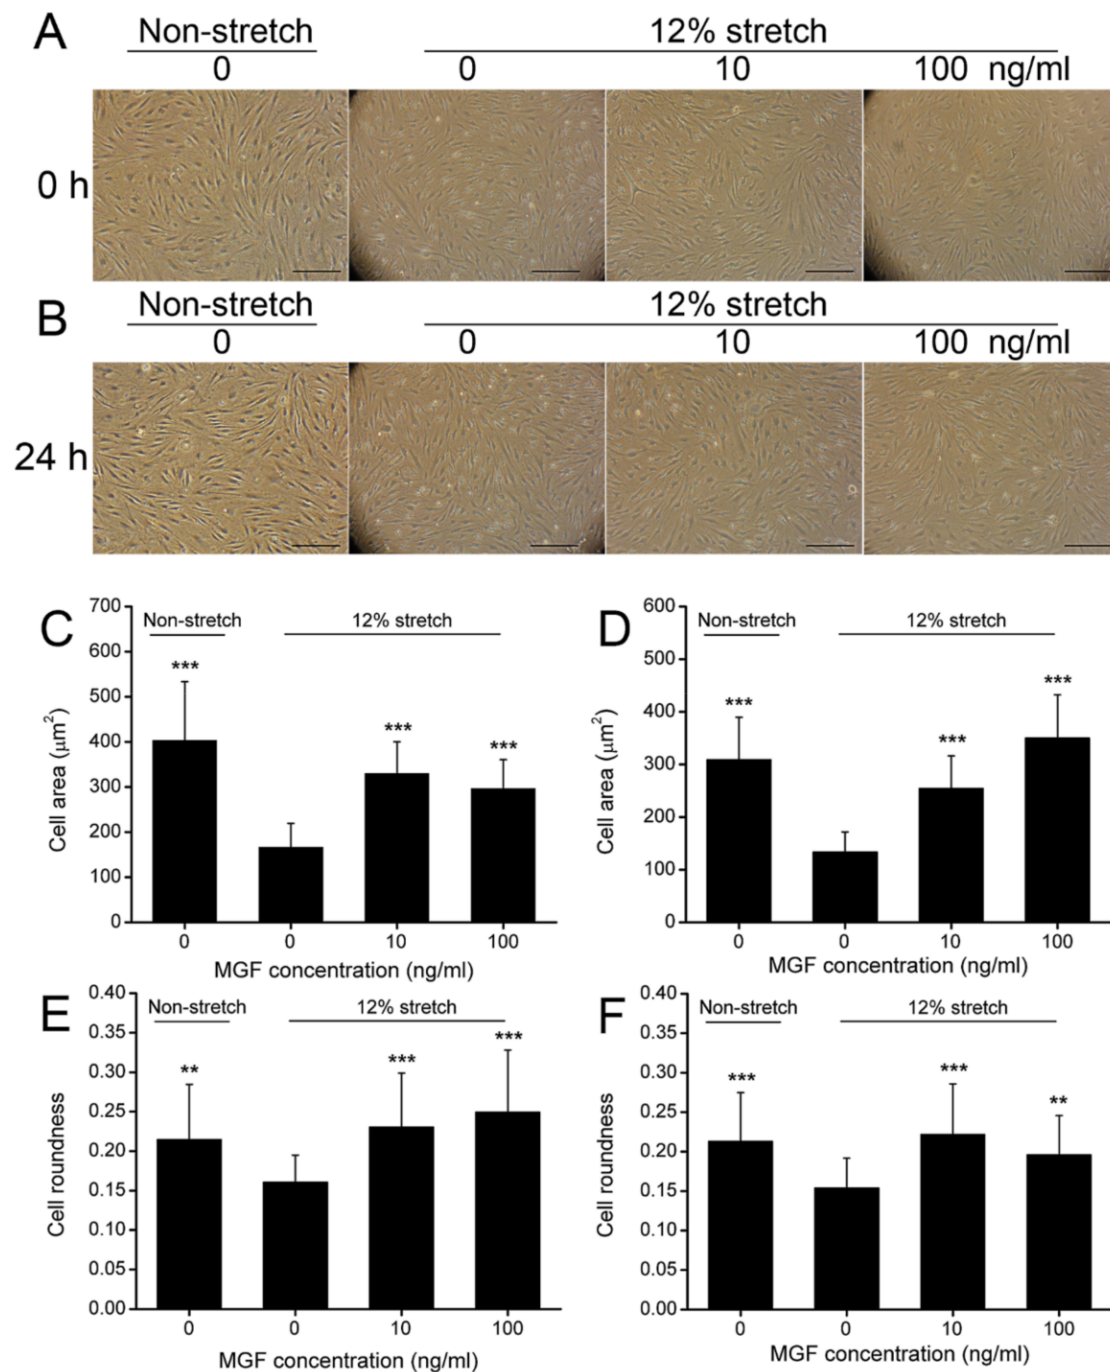 A Non-stretch 12% stretch
0 0 10 100 ng/ml
0 h
B Non-stretch 12% stretch
0 0 10 100 ng/ml
24 h
C
700
600
500
400
300
200
100
0
Cell area (μm²)
Non-stretch 12% stretch
*** *** ***
0 0 10 100
MGF concentration (ng/ml)
D
600
500
400
300
200
100
0
Cell area (μm²)
Non-stretch 12% stretch
*** *** ***
0 0 10 100
MGF concentration (ng/ml)
E
0.40
0.35
0.30
0.25
0.20
0.15
0.10
0.05
0.00
Cell roundness
Non-stretch 12% stretch
** *** ***
0 0 10 100
MGF concentration (ng/ml)
F
0.40
0.35
0.30
0.25
0.20
0.15
0.10
0.05
0.00
Cell roundness
Non-stretch 12% stretch
*** *** **
0 0 10 100
MGF concentration (ng/ml)